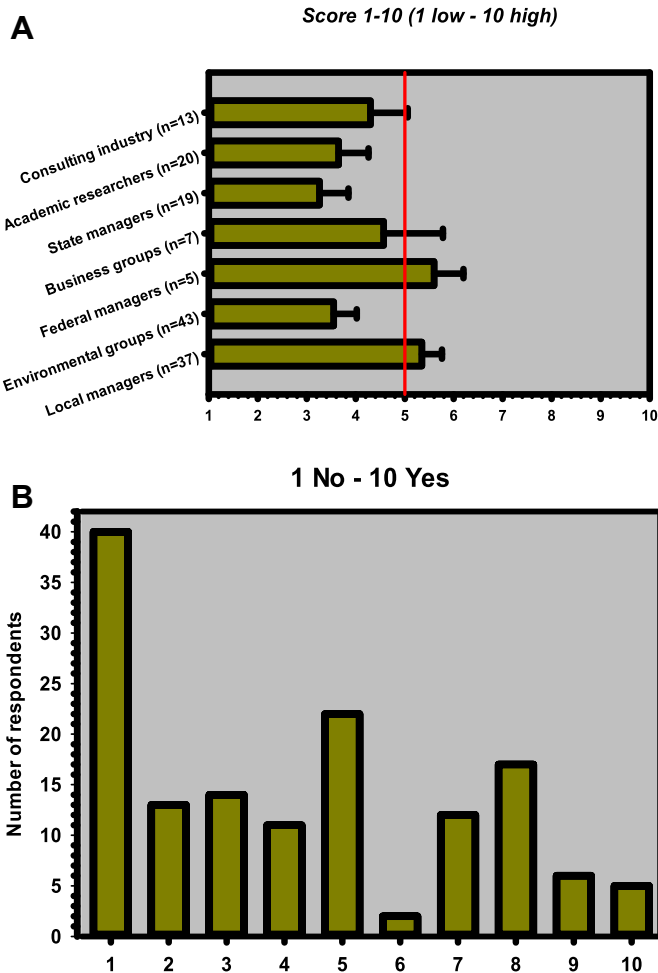 A
Score 1-10 (1 low - 10 high)
Consulting industry (n=13)
Academic researchers (n=20)
State managers (n=19)
Business groups (n=7)
Federal managers (n=5)
Environmental groups (n=43)
Local managers (n=37)
1 2 3 4 5 6 7 8 9 10
B
1 No - 10 Yes
Number of respondents
40
35
30
25
20
15
10
5
0
1 2 3 4 5 6 7 8 9 10